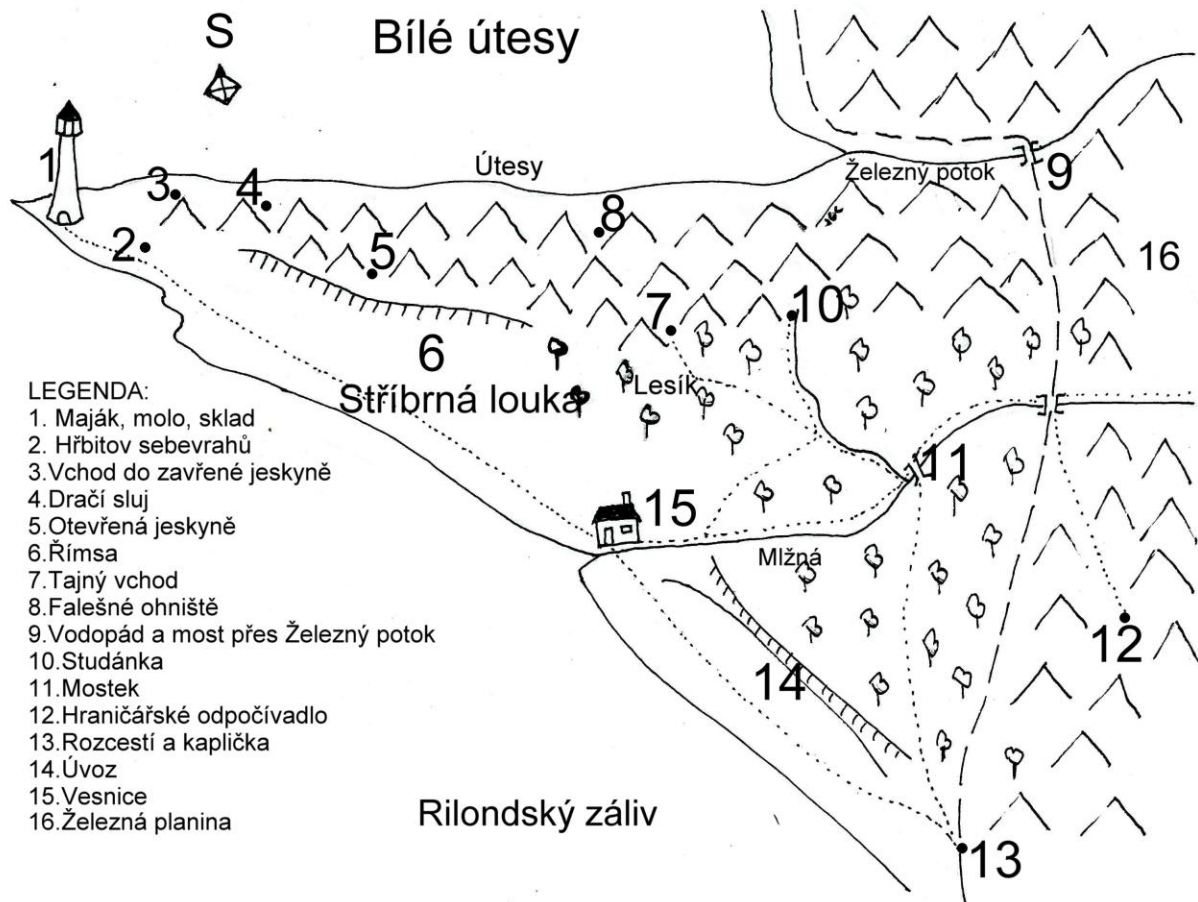 S
Bílé útesy
1
3
4
Útesy
Železný potok
9
2
5
8
16
7
10
6
Lesík
Stříbrná louka
LEGENDA:
1. Maják, molo, sklad
2. Hřbitov sebevrahů
3.Vchod do zavřené jeskyně
4.Dračí sluj
5.Otevřená jeskyně
6.Římsa
7.Tajný vchod
8.Falešné ohniště
9.Vodopád a most přes Železný potok
10.Studánka
11.Mostek
12.Hraničářské odpočívadlo
13.Rozcestí a kaplička
14.Úvoz
15.Vesnice
16.Železná planina
11
15
Mlžná
12
14
Rilondský záliv
13